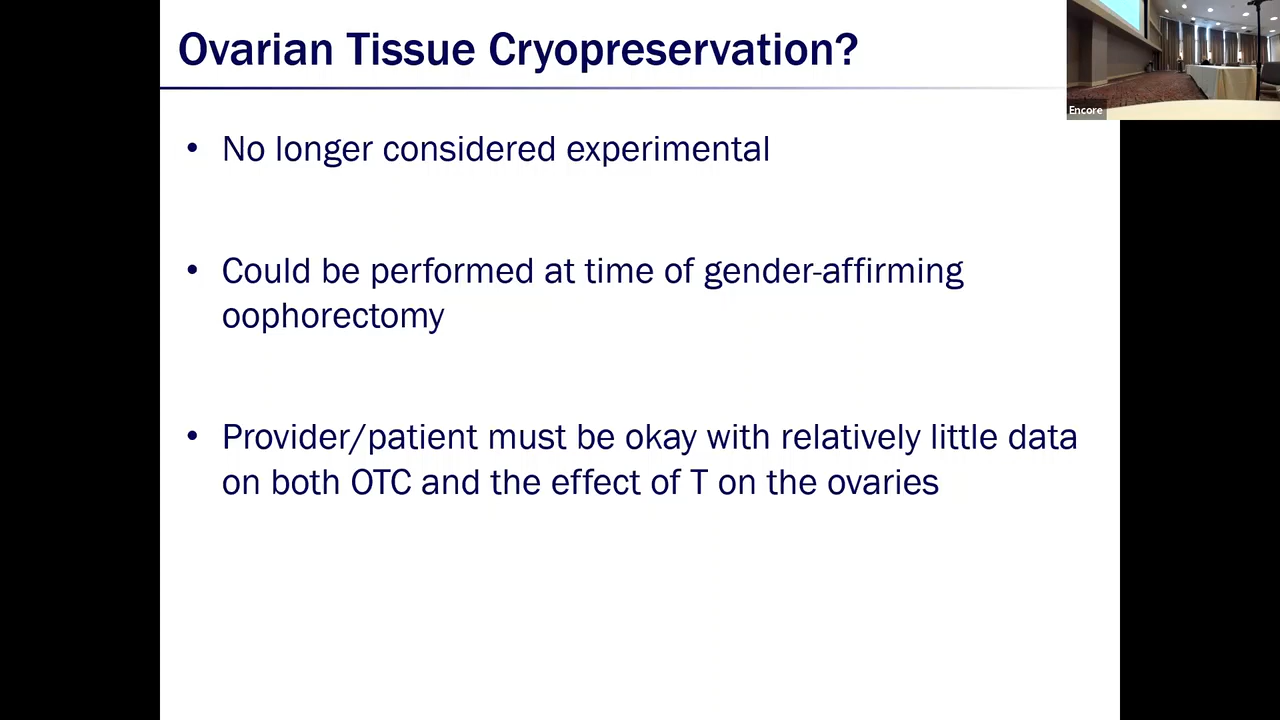 Ovarian Tissue Cryopreservation?
Encore
• No longer considered experimental
• Could be performed at time of gender-affirming
oophorectomy
• Provider/patient must be okay with relatively little data
on both OTC and the effect of T on the ovaries